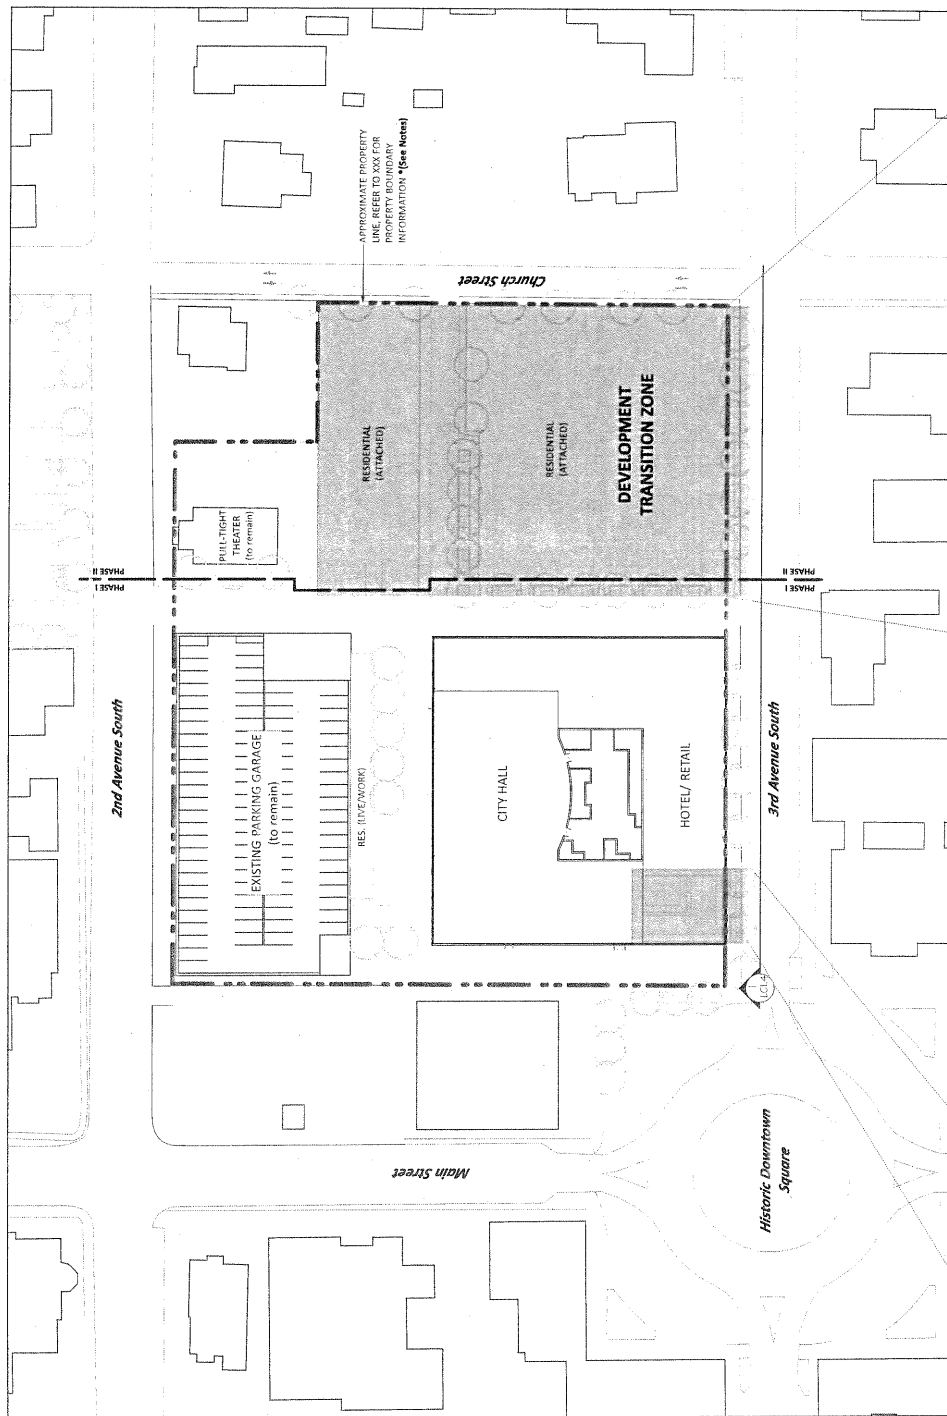 APPROXIMATE PROPERTY
LINE, REFER TO XXX FOR
PROPERTY BOUNDARY
INFORMATION *(See Notes)
Church Street
RESIDENTIAL
(ATTACHED)
RESIDENTIAL
(ATTACHED)
DEVELOPMENT
TRANSITION ZONE
PULL-TIGHT
THEATER
(to remain)
PHASE II
PHASE I
PHASE II
PHASE I
2nd Avenue South
EXISTING PARKING GARAGE
(to remain)
RES. (LIVE/WORK)
CITY HALL
HOTEL/ RETAIL
3rd Avenue South
Main Street
Historic Downtown
Square